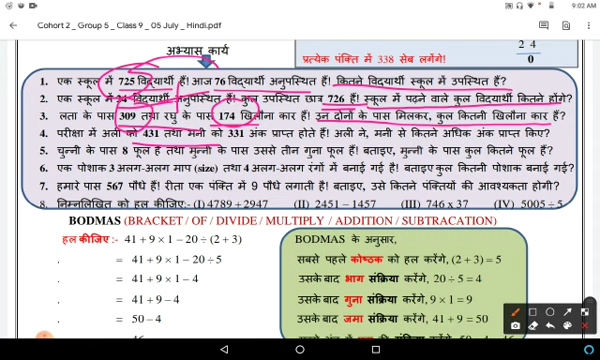 9:02 AM
Cohort 2 _ Group 5 _ Class 9 _ 05 July _ Hindi.pdf
अभ्यास कार्य
2 4
0
प्रत्येक पंक्ति में 338 सेब लगेंगे!
1. एक स्कूल में 725 विद्यार्थी हैं! आज 76 विद्यार्थी अनुपस्थित हैं! कितने विद्यार्थी स्कूल में उपस्थित हैं?
2. एक स्कूल में 34 विद्यार्थी अनुपस्थित हैं! कुल उपस्थित छात्र 726 हैं! स्कूल में पढ़ने वाले कुल विद्यार्थी कितने होंगे?
3. लता के पास 309 तथा रघु के पास 174 खिलौना कार हैं! उन दोनों के पास मिलकर, कुल कितनी खिलौना कार हैं?
4. परीक्षा में अली को 431 तथा मनी को 331 अंक प्राप्त होते हैं! अली ने, मनी से कितने अधिक अंक प्राप्त किए?
5. चुन्नी के पास 8 फूल है तथा मुन्नी के पास उससे तीन गुना फूल हैं! बताइए, मुन्नी के पास कुल कितने फूल हैं?
6. एक पोशाक 3 अलग-अलग माप (size) तथा 4 अलग-अलग रंगों में बनाई गई है! बताइए कुल कितनी पोशाक बनाई गई?
7. हमारे पास 567 पौधे हैं! रीता एक पंक्ति में 9 पौधे लगाती है! बताइए, उसे कितने पंक्तियों की आवश्यकता होगी?
8. निम्नलिखित को हल कीजिए:- (I) 4789 + 2947 (II) 2451 − 1457 (III) 746 x 37 (IV) 5005 ÷ 5
BODMAS (BRACKET / OF / DIVIDE / MULTIPLY / ADDITION / SUBTRACATION)
हल कीजिए :- 41 + 9 × 1 − 20 ÷ (2 + 3)
. = 41 + 9 × 1 − 20 ÷ 5
. = 41 + 9 × 1 − 4
. = 41 + 9 − 4
. = 50 − 4
BODMAS के अनुसार,
सबसे पहले कोष्ठक को हल करेंगे, (2 + 3) = 5
उसके बाद भाग संक्रिया करेंगे, 20 ÷ 5 = 4
उसके बाद गुना संक्रिया करेंगे, 9 × 1 = 9
उसके बाद जमा संक्रिया करेंगे, 41 + 9 = 50